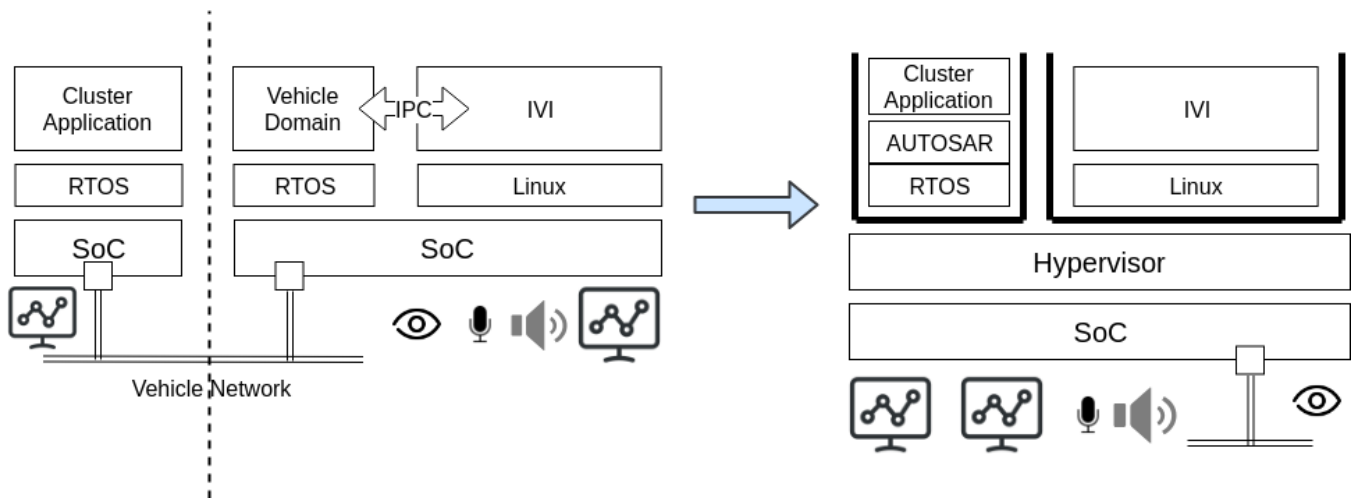 Cluster
Application
Vehicle
Domain
IPC
IVI
RTOS
RTOS
Linux
SoC
SoC
Vehicle Network
Cluster
Application
AUTOSAR
RTOS
IVI
Linux
Hypervisor
SoC